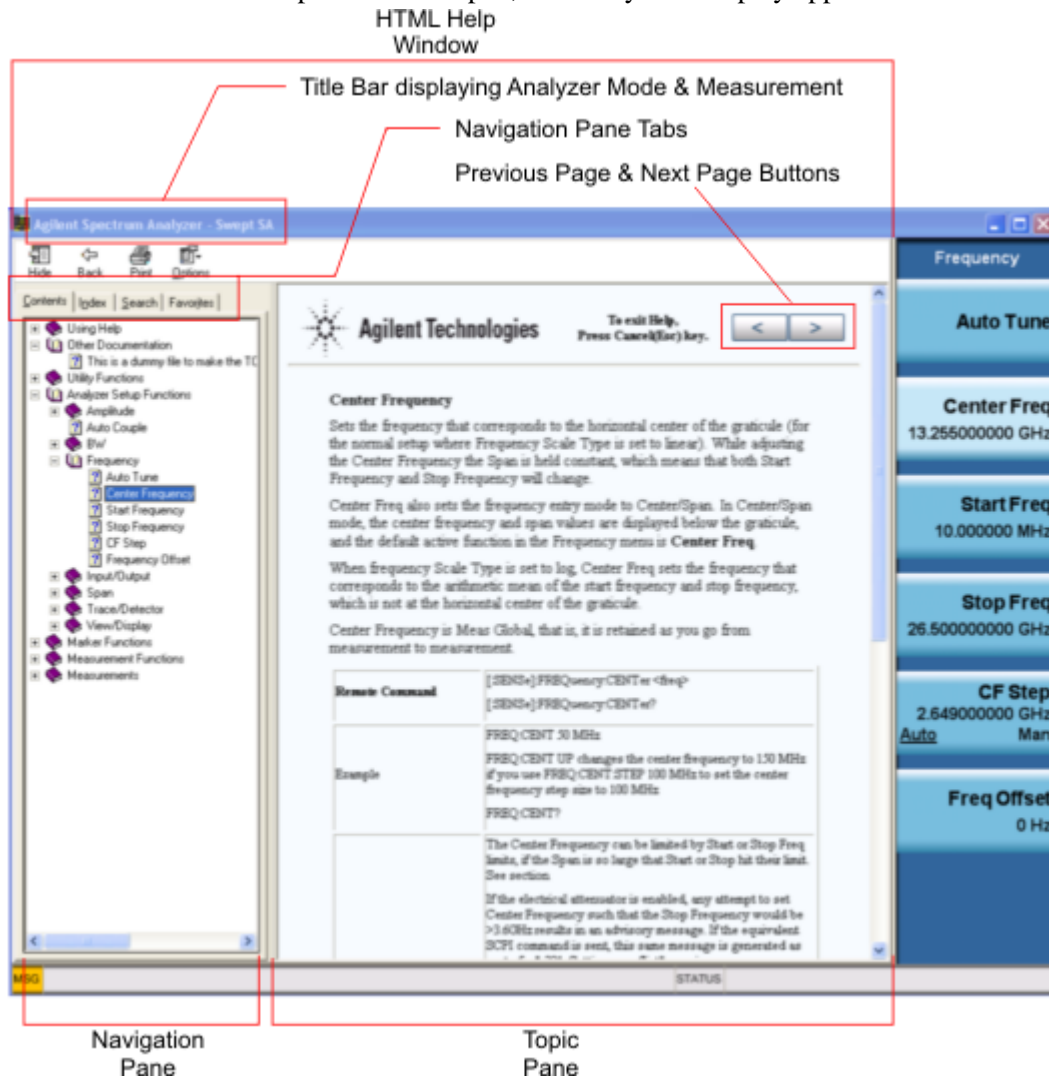 HTML Help
Window
Title Bar displaying Analyzer Mode & Measurement
Navigation Pane Tabs
Previous Page & Next Page Buttons
Agilent Spectrum Analyzer - Swept SA
Hide Back Print Options
Contents Index Search Favorites
Using Help
Other Documentation
This is a dummy file to make the TC
Utility Functions
Analyzer Setup Functions
Amplitude
Auto Couple
BW
Frequency
Auto Tune
Center Frequency
Start Frequency
Stop Frequency
CF Step
Frequency Offset
Input/Output
Span
Trace/Detector
View/Display
Marker Functions
Measurement Functions
Measurements
Agilent Technologies
To exit Help,
Press Cancel(Esc) key.
< >
Center Frequency
Sets the frequency that corresponds to the horizontal center of the graticule (for
the normal setup where Frequency Scale Type is set to linear). While adjusting
the Center Frequency the Span is held constant, which means that both Start
Frequency and Stop Frequency will change.
Center Freq also sets the frequency entry mode to Center/Span. In Center/Span
mode, the center frequency and span values are displayed below the graticule,
and the default active function in the Frequency menu is Center Freq.
When frequency Scale Type is set to log, Center Freq sets the frequency that
corresponds to the arithmetic mean of the start frequency and stop frequency,
which is not at the horizontal center of the graticule.
Center Frequency is Meas Global, that is, it is retained as you go from
measurement to measurement.
Remote Command
[:SENSe]:FREQuency:CENTer <freq>
[:SENSe]:FREQuency:CENTer?
Example
FREQ:CENT 50 MHz
FREQ:CENT UP changes the center frequency to 150 MHz
if you use FREQ:CENT:STEP 100 MHz to set the center
frequency step size to 100 MHz
FREQ:CENT?
The Center Frequency can be limited by Start or Stop Freq
limits, if the Span is so large that Start or Stop hit their limit.
See section
If the electrical attenuator is enabled, any attempt to set
Center Frequency such that the Stop Frequency would be
>3.6GHz results in an advisory message. If the equivalent
SCPI command is sent, this same message is generated as
Frequency
Auto Tune
Center Freq
13.255000000 GHz
Start Freq
10.000000 MHz
Stop Freq
26.500000000 GHz
CF Step
2.649000000 GHz
Auto Man
Freq Offset
0 Hz
MSG STATUS
Navigation
Pane
Topic
Pane